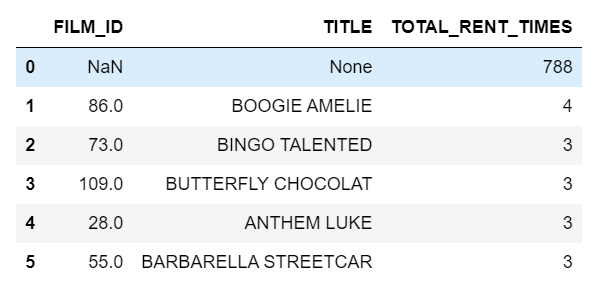 FILM_ID TITLE TOTAL_RENT_TIMES
0 NaN None 788
1 86.0 BOOGIE AMELIE 4
2 73.0 BINGO TALENTED 3
3 109.0 BUTTERFLY CHOCOLAT 3
4 28.0 ANTHEM LUKE 3
5 55.0 BARBARELLA STREETCAR 3